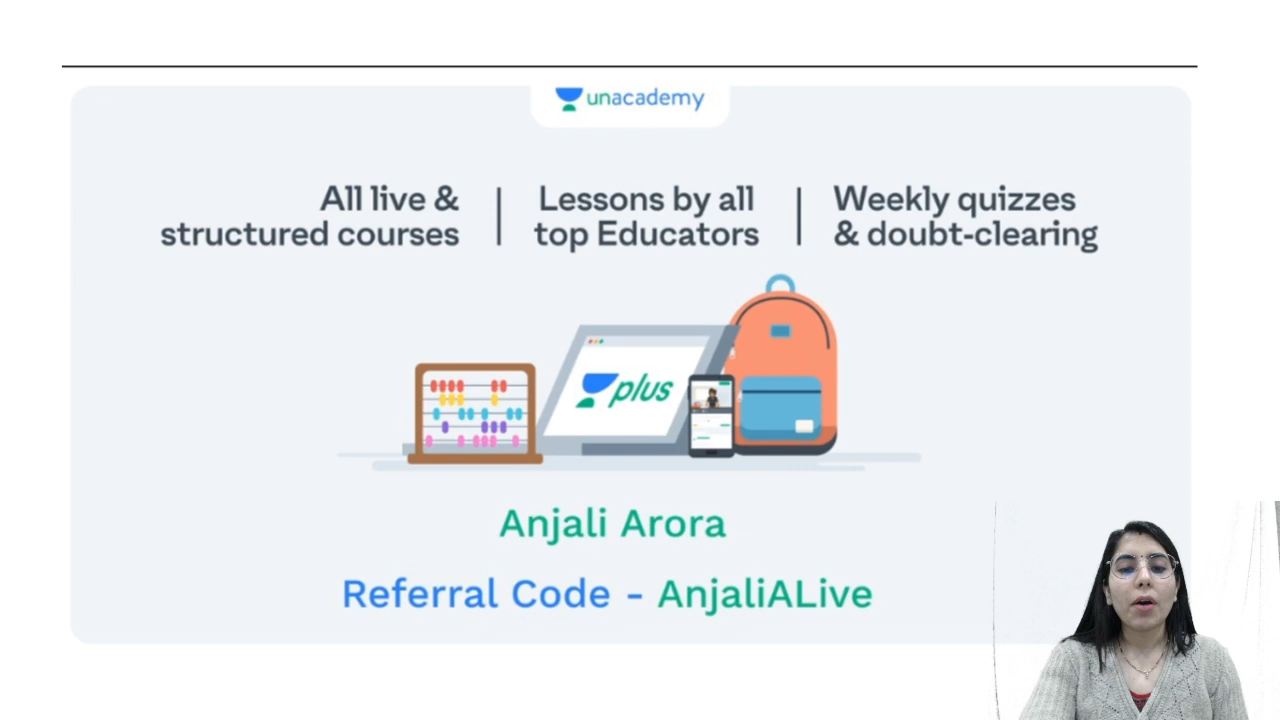 unacademy
All live &
structured courses
Lessons by all
top Educators
Weekly quizzes
& doubt-clearing
plus
Anjali Arora
Referral Code - AnjaliALive